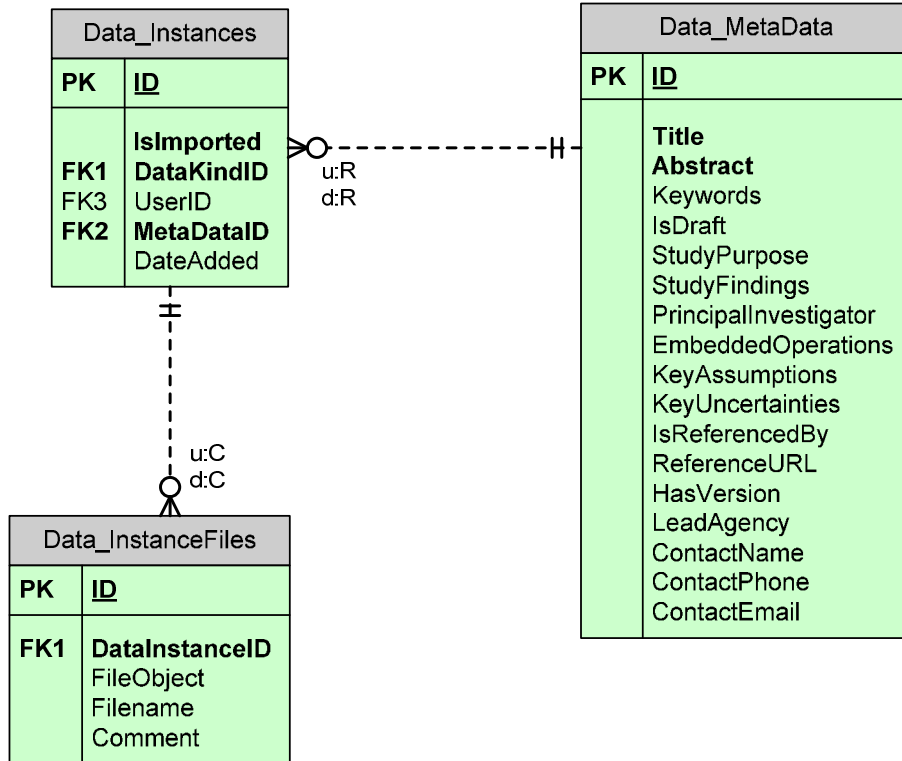 Data_Instances
PK ID
IsImported
FK1 DataKindID
FK3 UserID
FK2 MetaDataID
DateAdded
u:R
d:R
Data_MetaData
PK ID
Title
Abstract
Keywords
IsDraft
StudyPurpose
StudyFindings
PrincipalInvestigator
EmbeddedOperations
KeyAssumptions
KeyUncertainties
IsReferencedBy
ReferenceURL
HasVersion
LeadAgency
ContactName
ContactPhone
ContactEmail
u:C
d:C
Data_InstanceFiles
PK ID
FK1 DataInstanceID
FileObject
Filename
Comment